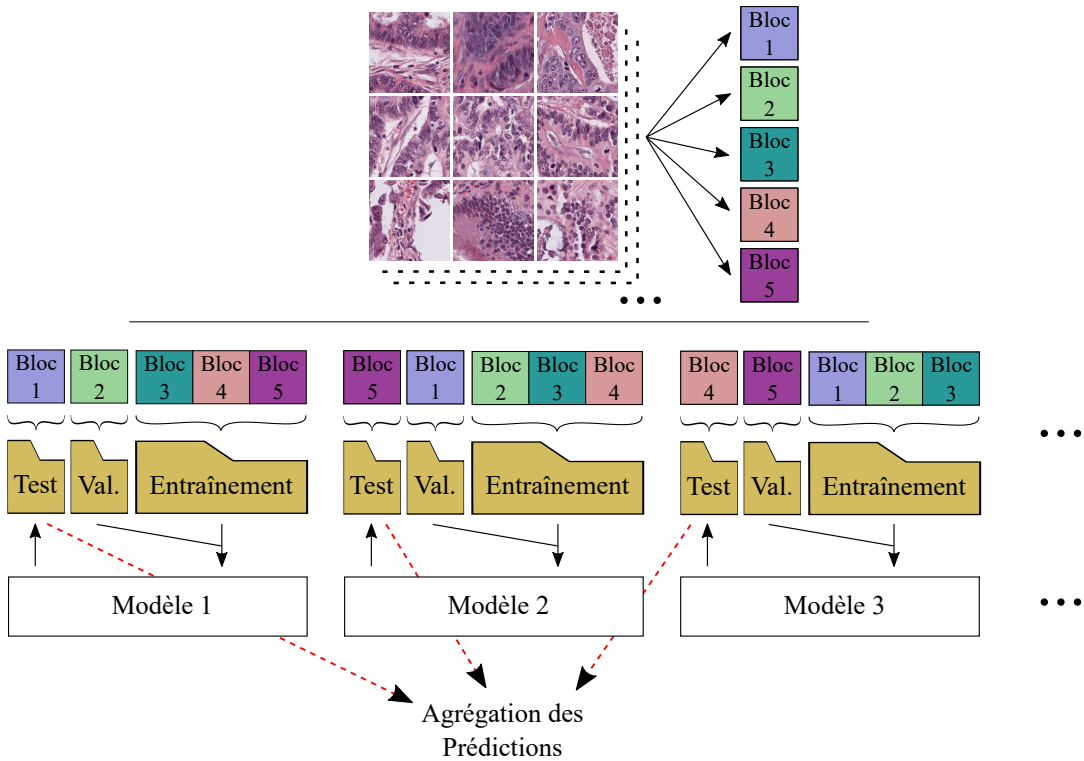 Bloc
1
Bloc
2
Bloc
3
Bloc
4
Bloc
5
Bloc
1
Bloc
2
Bloc
3
Bloc
4
Bloc
5
Bloc
5
Bloc
1
Bloc
2
Bloc
3
Bloc
4
Bloc
4
Bloc
5
Bloc
1
Bloc
2
Bloc
3
Test
Val.
Entraînement
Test
Val.
Entraînement
Test
Val.
Entraînement
Modèle 1
Modèle 2
Modèle 3
Agrégation des
Prédictions